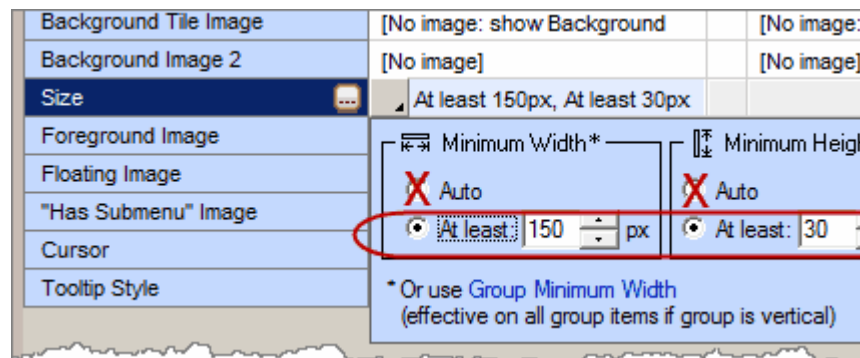 Background Tile Image [No image: show Background [No image:
Background Image 2 [No image] [No image]
Size ... At least 150px, At least 30px
Foreground Image
Minimum Width* Minimum Heigh
Floating Image
Auto Auto
"Has Submenu" Image
At least: 150 px At least: 30
Cursor
Tooltip Style
* Or use Group Minimum Width
(effective on all group items if group is vertical)